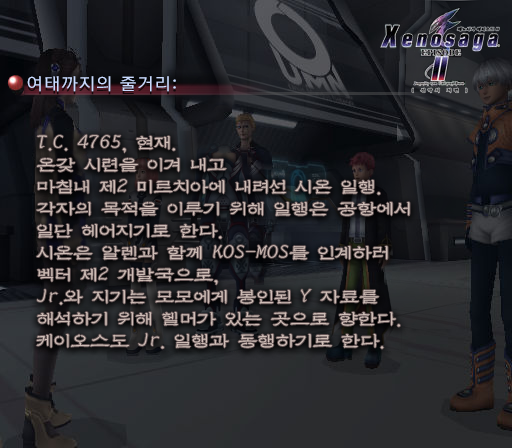 Xenosaga
EPISODE II
UMN
여태까지의 줄거리:
T.C. 4765, 현재.
온갖 시련을 이겨 내고
마침내 제2 미르치아에 내려선 시온 일행.
각자의 목적을 이루기 위해 일행은 공항에서
일단 헤어지기로 한다.
시온은 알렌과 함께 KOS-MOS를 인계하러
벡터 제2 개발국으로,
Jr.와 지기는 모모에게 봉인된 Y 자료를
해석하기 위해 헬머가 있는 곳으로 향한다.
케이오스도 Jr. 일행과 동행하기로 한다.